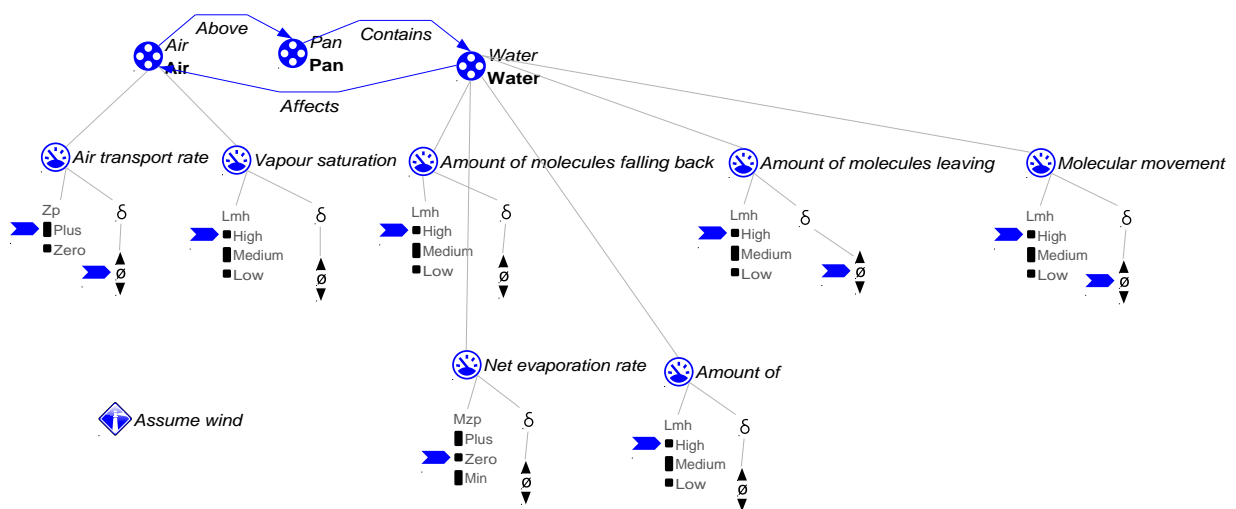 Above
Contains
Air
Air
Pan
Pan
Water
Water
Affects
Air transport rate
Vapour saturation
Amount of molecules falling back
Amount of molecules leaving
Molecular movement
Zp
Plus
Zero
δ
ø
Lmh
High
Medium
Low
δ
ø
Lmh
High
Medium
Low
δ
ø
Lmh
High
Medium
Low
δ
ø
Lmh
High
Medium
Low
δ
ø
Net evaporation rate
Amount of
Assume wind
Mzp
Plus
Zero
Min
δ
ø
Lmh
High
Medium
Low
δ
ø